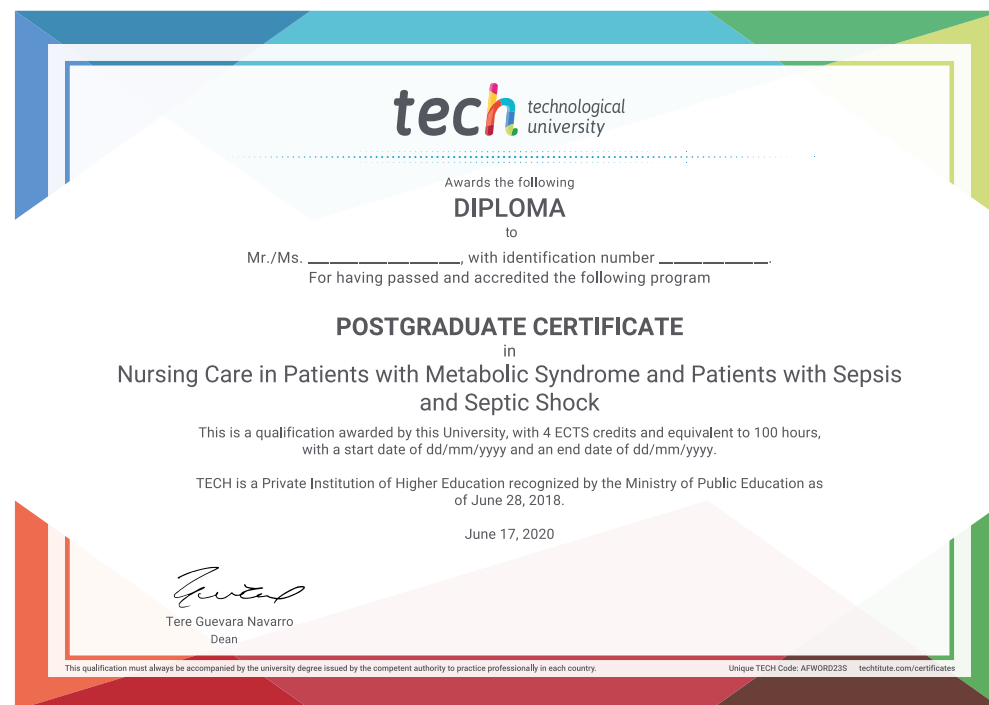 tech technological
university
Awards the following
DIPLOMA
to
Mr./Ms. ____________________, with identification number ______________.
For having passed and accredited the following program
POSTGRADUATE CERTIFICATE
in
Nursing Care in Patients with Metabolic Syndrome and Patients with Sepsis
and Septic Shock
This is a qualification awarded by this University, with 4 ECTS credits and equivalent to 100 hours,
with a start date of dd/mm/yyyy and an end date of dd/mm/yyyy.
TECH is a Private Institution of Higher Education recognized by the Ministry of Public Education as
of June 28, 2018.
June 17, 2020
Tere Guevara Navarro
Dean
This qualification must always be accompanied by the university degree issued by the competent authority to practice professionally in each country. Unique TECH Code: AFWORD23S techtitute.com/certificates